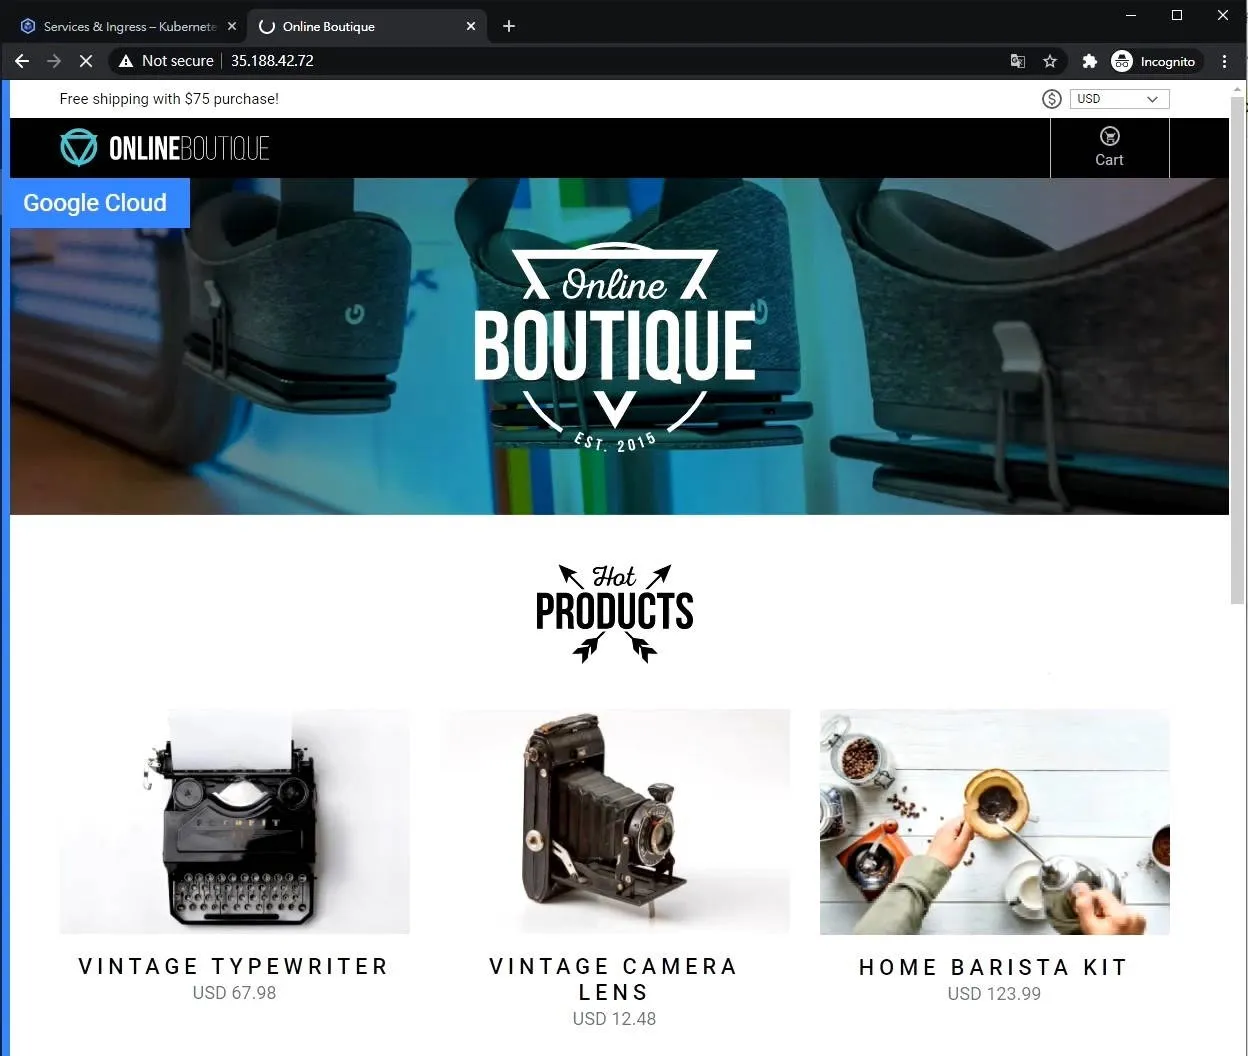 Services & Ingress – Kubernete
Online Boutique
Not secure
35.188.42.72
Incognito
Free shipping with $75 purchase!
USD
ONLINEBOUTIQUE
Cart
Google Cloud
Online
BOUTIQUE
EST. 2015
Hot
PRODUCTS
VINTAGE TYPEWRITER
USD 67.98
VINTAGE CAMERA
LENS
USD 12.48
HOME BARISTA KIT
USD 123.99